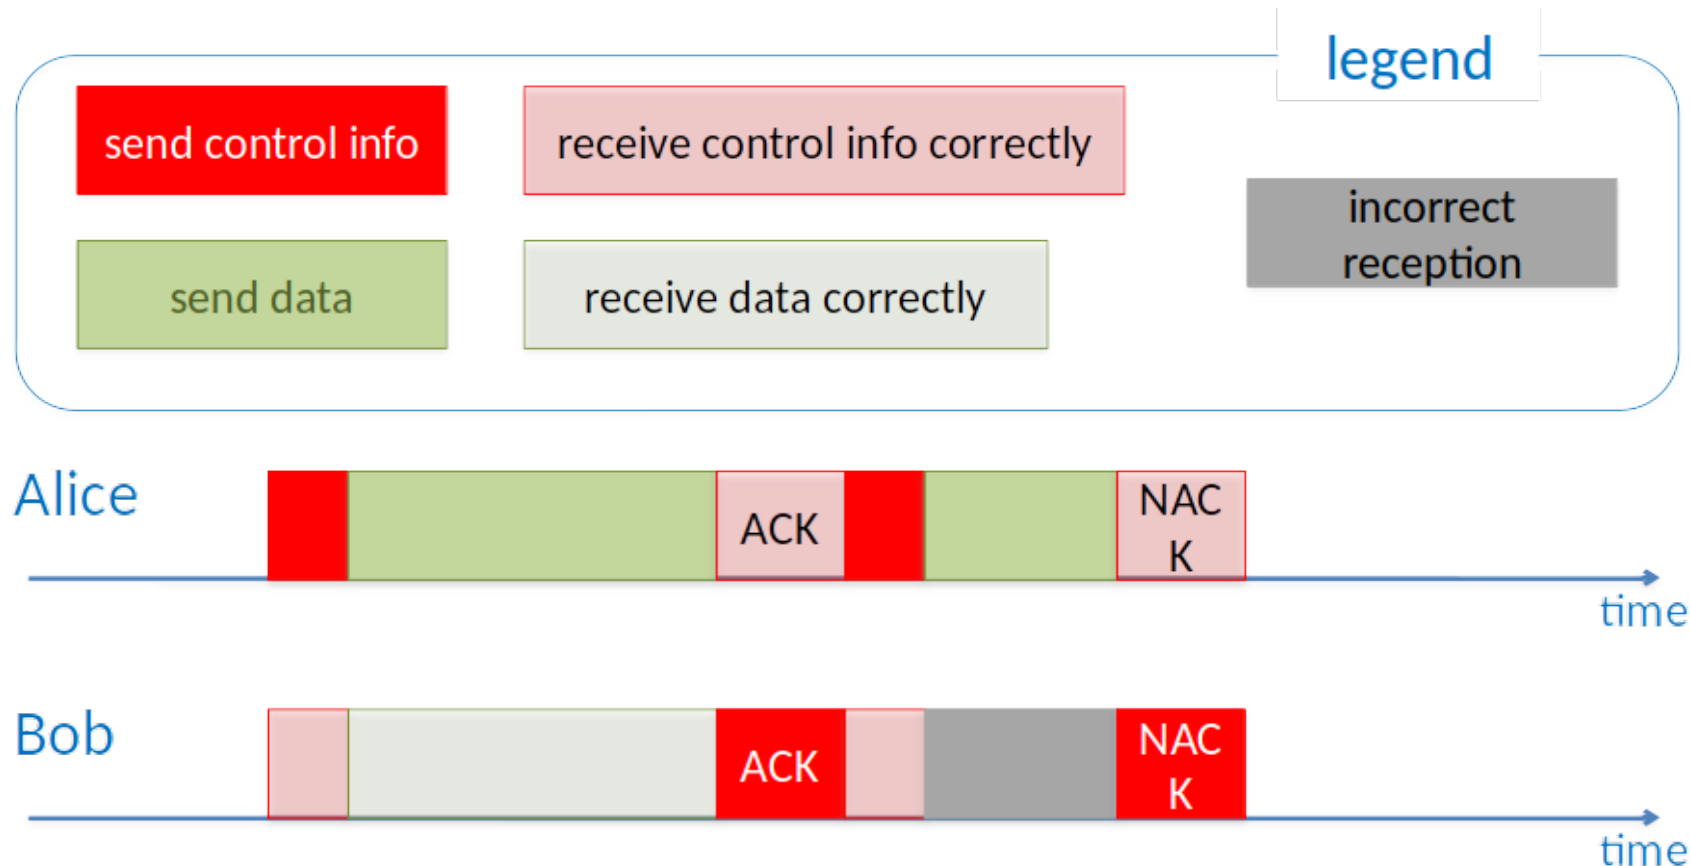 legend
send control info
receive control info correctly
incorrect
reception
send data
receive data correctly
Alice
ACK
NAC
K
time
Bob
ACK
NAC
K
time